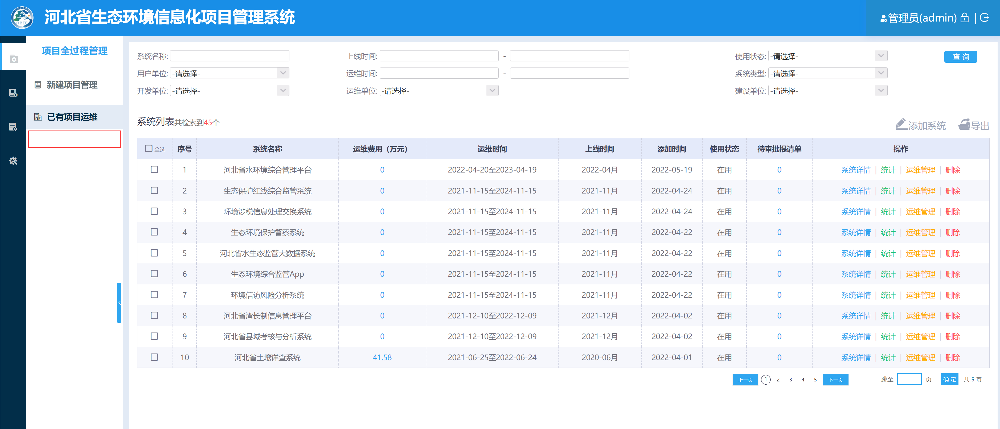 HBEE 河北省生态环境信息化项目管理系统 管理员(admin) |
项目全过程管理
新建项目管理
已有项目运维
系统名称: 上线时间: - 使用状态: -请选择- 查 询
用户单位: -请选择- 运维时间: - 系统类型: -请选择-
开发单位: -请选择- 运维单位: -请选择- 建设单位: -请选择-
系统列表共检索到45个 添加系统 导出
全选 序号 系统名称 运维费用（万元） 运维时间 上线时间 添加时间 使用状态 待审批提请单 操作
1 河北省水环境综合管理平台 0 2022-04-20至2023-04-19 2022-04月 2022-05-19 在用 0 系统详情 | 统计 | 运维管理 | 删除
2 生态保护红线综合监管系统 0 2021-11-15至2024-11-15 2021-11月 2022-04-24 在用 0 系统详情 | 统计 | 运维管理 | 删除
3 环境涉税信息处理交换系统 0 2021-11-15至2024-11-15 2021-11月 2022-04-24 在用 0 系统详情 | 统计 | 运维管理 | 删除
4 生态环境保护督察系统 0 2021-11-15至2024-11-15 2021-11月 2022-04-22 在用 0 系统详情 | 统计 | 运维管理 | 删除
5 河北省水生态监管大数据系统 0 2021-11-15至2024-11-15 2021-11月 2022-04-22 在用 0 系统详情 | 统计 | 运维管理 | 删除
6 生态环境综合监管App 0 2021-11-15至2024-11-15 2021-11月 2022-04-22 在用 0 系统详情 | 统计 | 运维管理 | 删除
7 环境信访风险分析系统 0 2021-11-15至2024-11-15 2021-11月 2022-04-22 在用 0 系统详情 | 统计 | 运维管理 | 删除
8 河北省湾长制信息管理平台 0 2021-12-10至2022-12-09 2021-12月 2022-04-02 在用 0 系统详情 | 统计 | 运维管理 | 删除
9 河北省县域考核与分析系统 0 2021-12-10至2022-12-09 2021-12月 2022-04-02 在用 0 系统详情 | 统计 | 运维管理 | 删除
10 河北省土壤详查系统 41.58 2021-06-25至2022-06-24 2020-06月 2022-04-01 在用 0 系统详情 | 统计 | 运维管理 | 删除
上一页 1 2 3 4 5 下一页 跳至 页 确 定 共 5 页